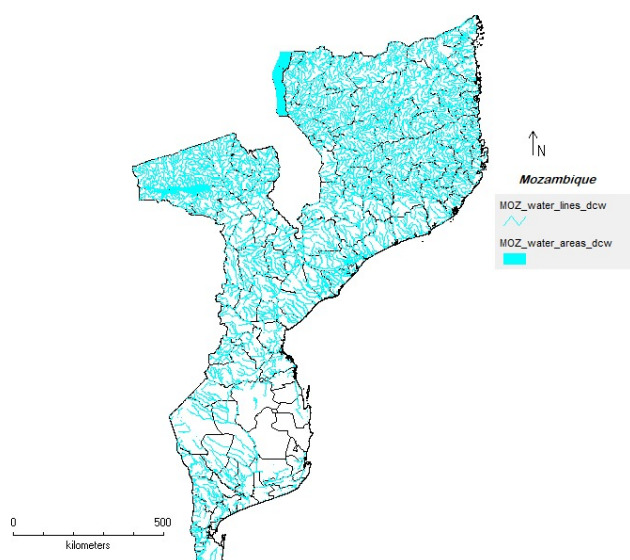 N
Mozambique
MOZ_water_lines_dcw
MOZ_water_areas_dcw
0 500
kilometers